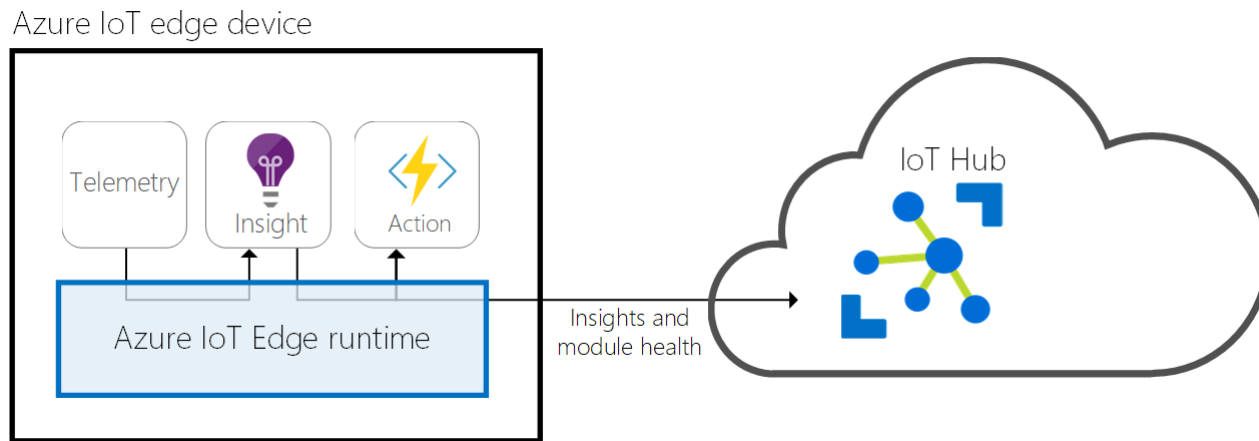 Azure IoT edge device
Telemetry
Insight
Action
Azure IoT Edge runtime
Insights and
module health
IoT Hub